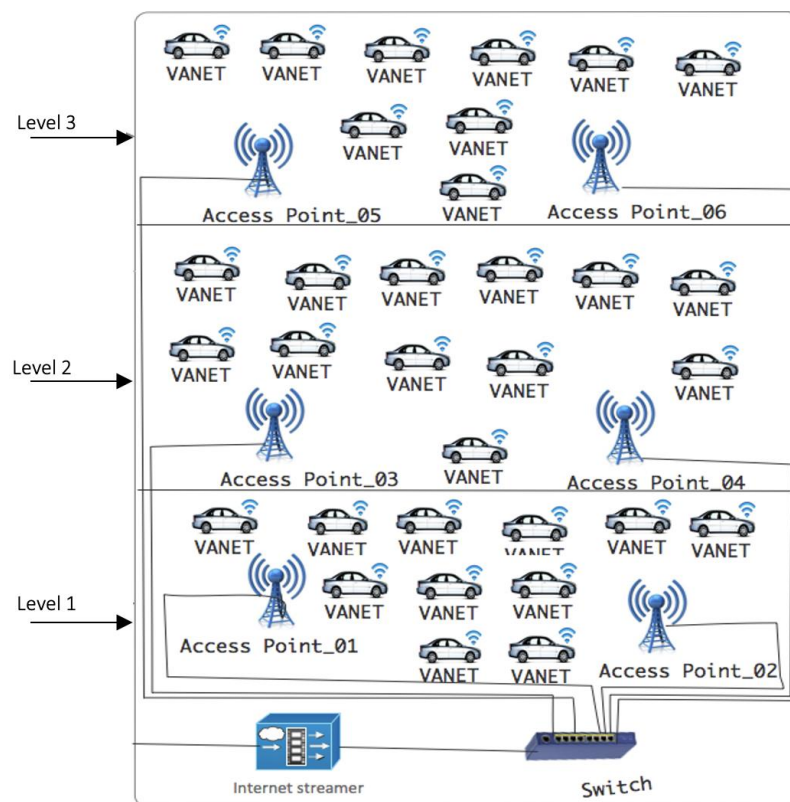 VANET VANET VANET VANET VANET VANET
Level 3
VANET VANET
VANET
Access Point_05 Access Point_06
VANET VANET VANET VANET VANET VANET
Level 2
VANET VANET VANET VANET VANET
Access Point_03 VANET Access Point_04
VANET VANET VANET VANET VANET VANET
VANET VANET VANET
Level 1
Access Point_01 VANET VANET Access Point_02
Internet streamer Switch